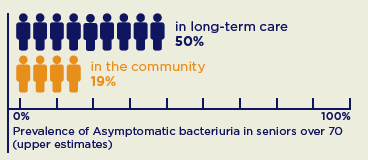 in long-term care
50%
in the community
19%
0% 100%
Prevalence of Asymptomatic bacteriuria in seniors over 70
(upper estimates)